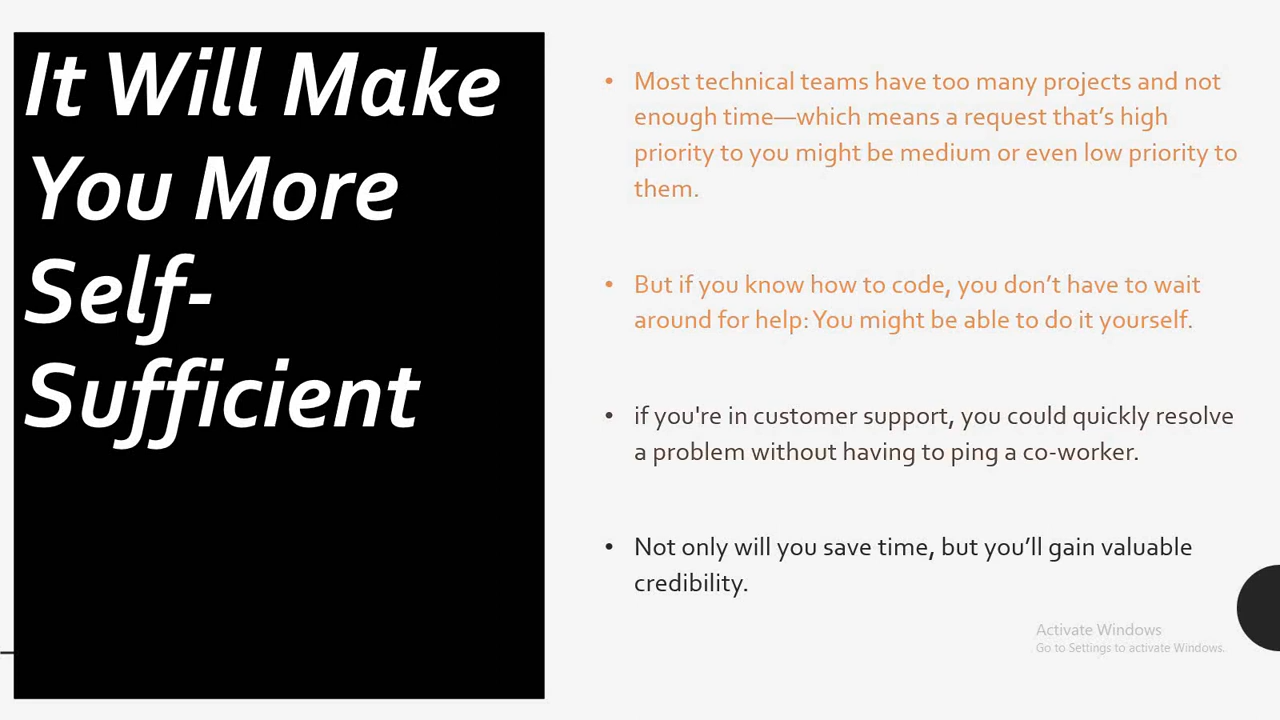 It Will Make
You More
Self-
Sufficient
• Most technical teams have too many projects and not
enough time—which means a request that’s high
priority to you might be medium or even low priority to
them.
• But if you know how to code, you don’t have to wait
around for help: You might be able to do it yourself.
• if you're in customer support, you could quickly resolve
a problem without having to ping a co-worker.
• Not only will you save time, but you’ll gain valuable
credibility.
Activate Windows
Go to Settings to activate Windows.